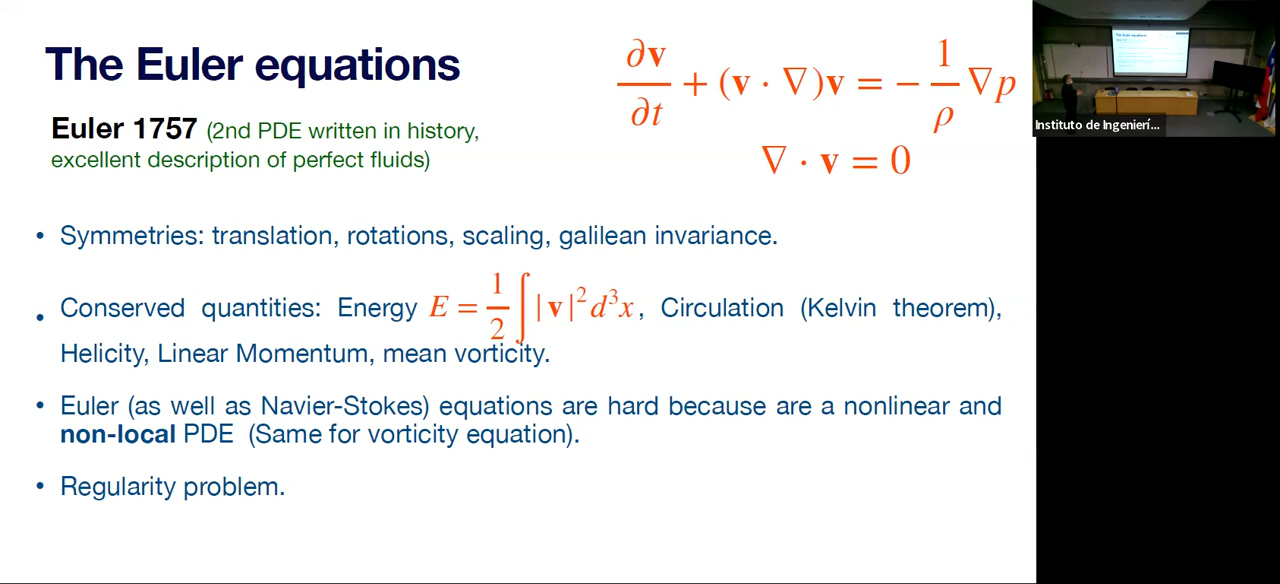 The Euler equations
Euler 1757 (2nd PDE written in history,
excellent description of perfect fluids)
∂v/∂t + (v · ∇)v = − 1/ρ ∇p
∇ · v = 0
• Symmetries: translation, rotations, scaling, galilean invariance.
• Conserved quantities: Energy E = 1/2 ∫ |v|² d³x, Circulation (Kelvin theorem),
Helicity, Linear Momentum, mean vorticity.
• Euler (as well as Navier-Stokes) equations are hard because are a nonlinear and
non-local PDE (Same for vorticity equation).
• Regularity problem.
The Euler equations
Instituto de Ingenierí...